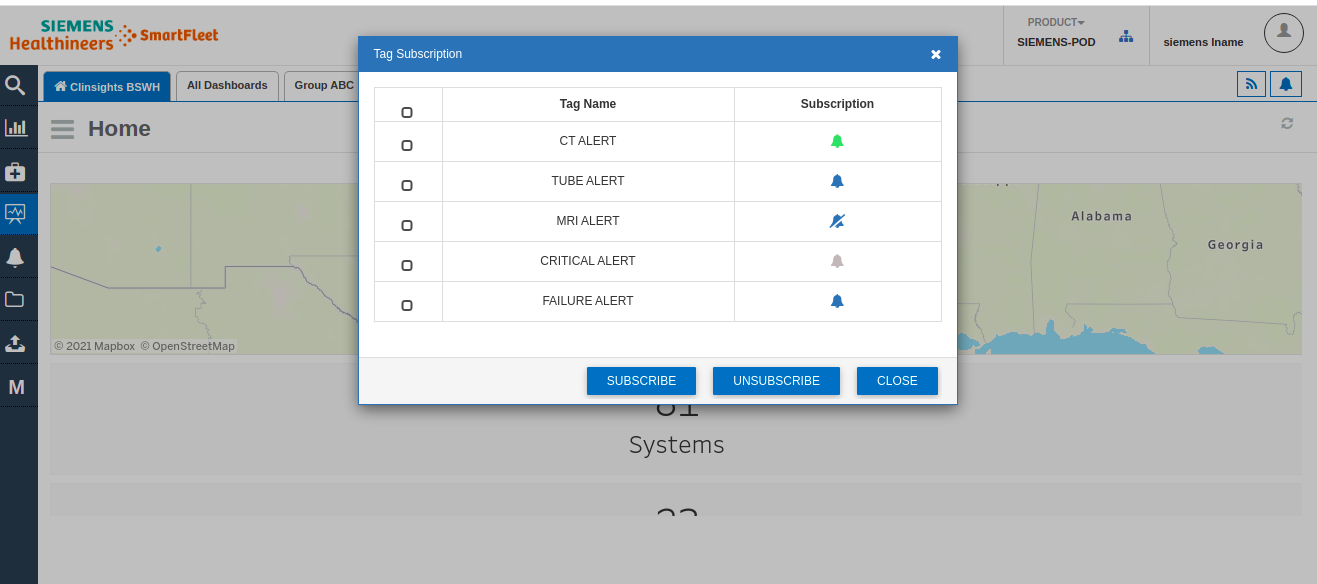 SIEMENS
Healthineers
SmartFleet
PRODUCT
SIEMENS-POD
siemens lname
Tag Subscription
Clinsights BSWH
All Dashboards
Group ABC
Home
Tag Name
Subscription
CT ALERT
TUBE ALERT
MRI ALERT
CRITICAL ALERT
FAILURE ALERT
Alabama
Georgia
© 2021 Mapbox © OpenStreetMap
M
SUBSCRIBE
UNSUBSCRIBE
CLOSE
Systems